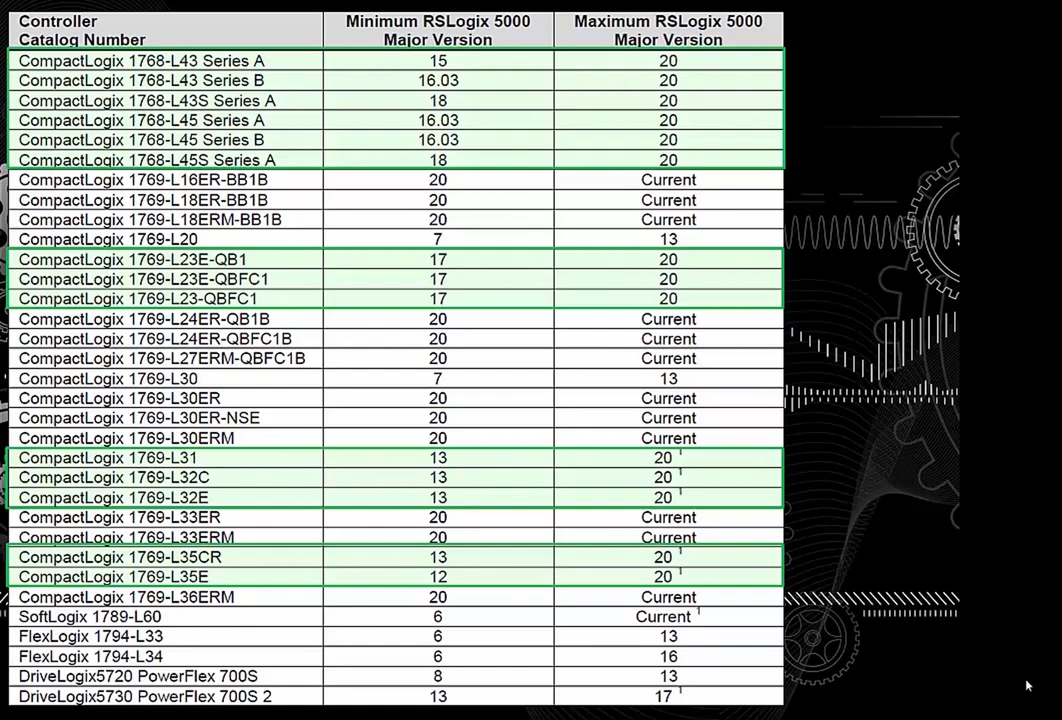 Controller Catalog Number Minimum RSLogix 5000 Major Version Maximum RSLogix 5000 Major Version
CompactLogix 1768-L43 Series A 15 20
CompactLogix 1768-L43 Series B 16.03 20
CompactLogix 1768-L43S Series A 18 20
CompactLogix 1768-L45 Series A 16.03 20
CompactLogix 1768-L45 Series B 16.03 20
CompactLogix 1768-L45S Series A 18 20
CompactLogix 1769-L16ER-BB1B 20 Current
CompactLogix 1769-L18ER-BB1B 20 Current
CompactLogix 1769-L18ERM-BB1B 20 Current
CompactLogix 1769-L20 7 13
CompactLogix 1769-L23E-QB1 17 20
CompactLogix 1769-L23E-QBFC1 17 20
CompactLogix 1769-L23-QBFC1 17 20
CompactLogix 1769-L24ER-QB1B 20 Current
CompactLogix 1769-L24ER-QBFC1B 20 Current
CompactLogix 1769-L27ERM-QBFC1B 20 Current
CompactLogix 1769-L30 7 13
CompactLogix 1769-L30ER 20 Current
CompactLogix 1769-L30ER-NSE 20 Current
CompactLogix 1769-L30ERM 20 Current
CompactLogix 1769-L31 13 20 1
CompactLogix 1769-L32C 13 20 1
CompactLogix 1769-L32E 13 20 1
CompactLogix 1769-L33ER 20 Current
CompactLogix 1769-L33ERM 20 Current
CompactLogix 1769-L35CR 13 20 1
CompactLogix 1769-L35E 12 20 1
CompactLogix 1769-L36ERM 20 Current
SoftLogix 1789-L60 6 Current 1
FlexLogix 1794-L33 6 13
FlexLogix 1794-L34 6 16
DriveLogix5720 PowerFlex 700S 8 13
DriveLogix5730 PowerFlex 700S 2 13 17 1